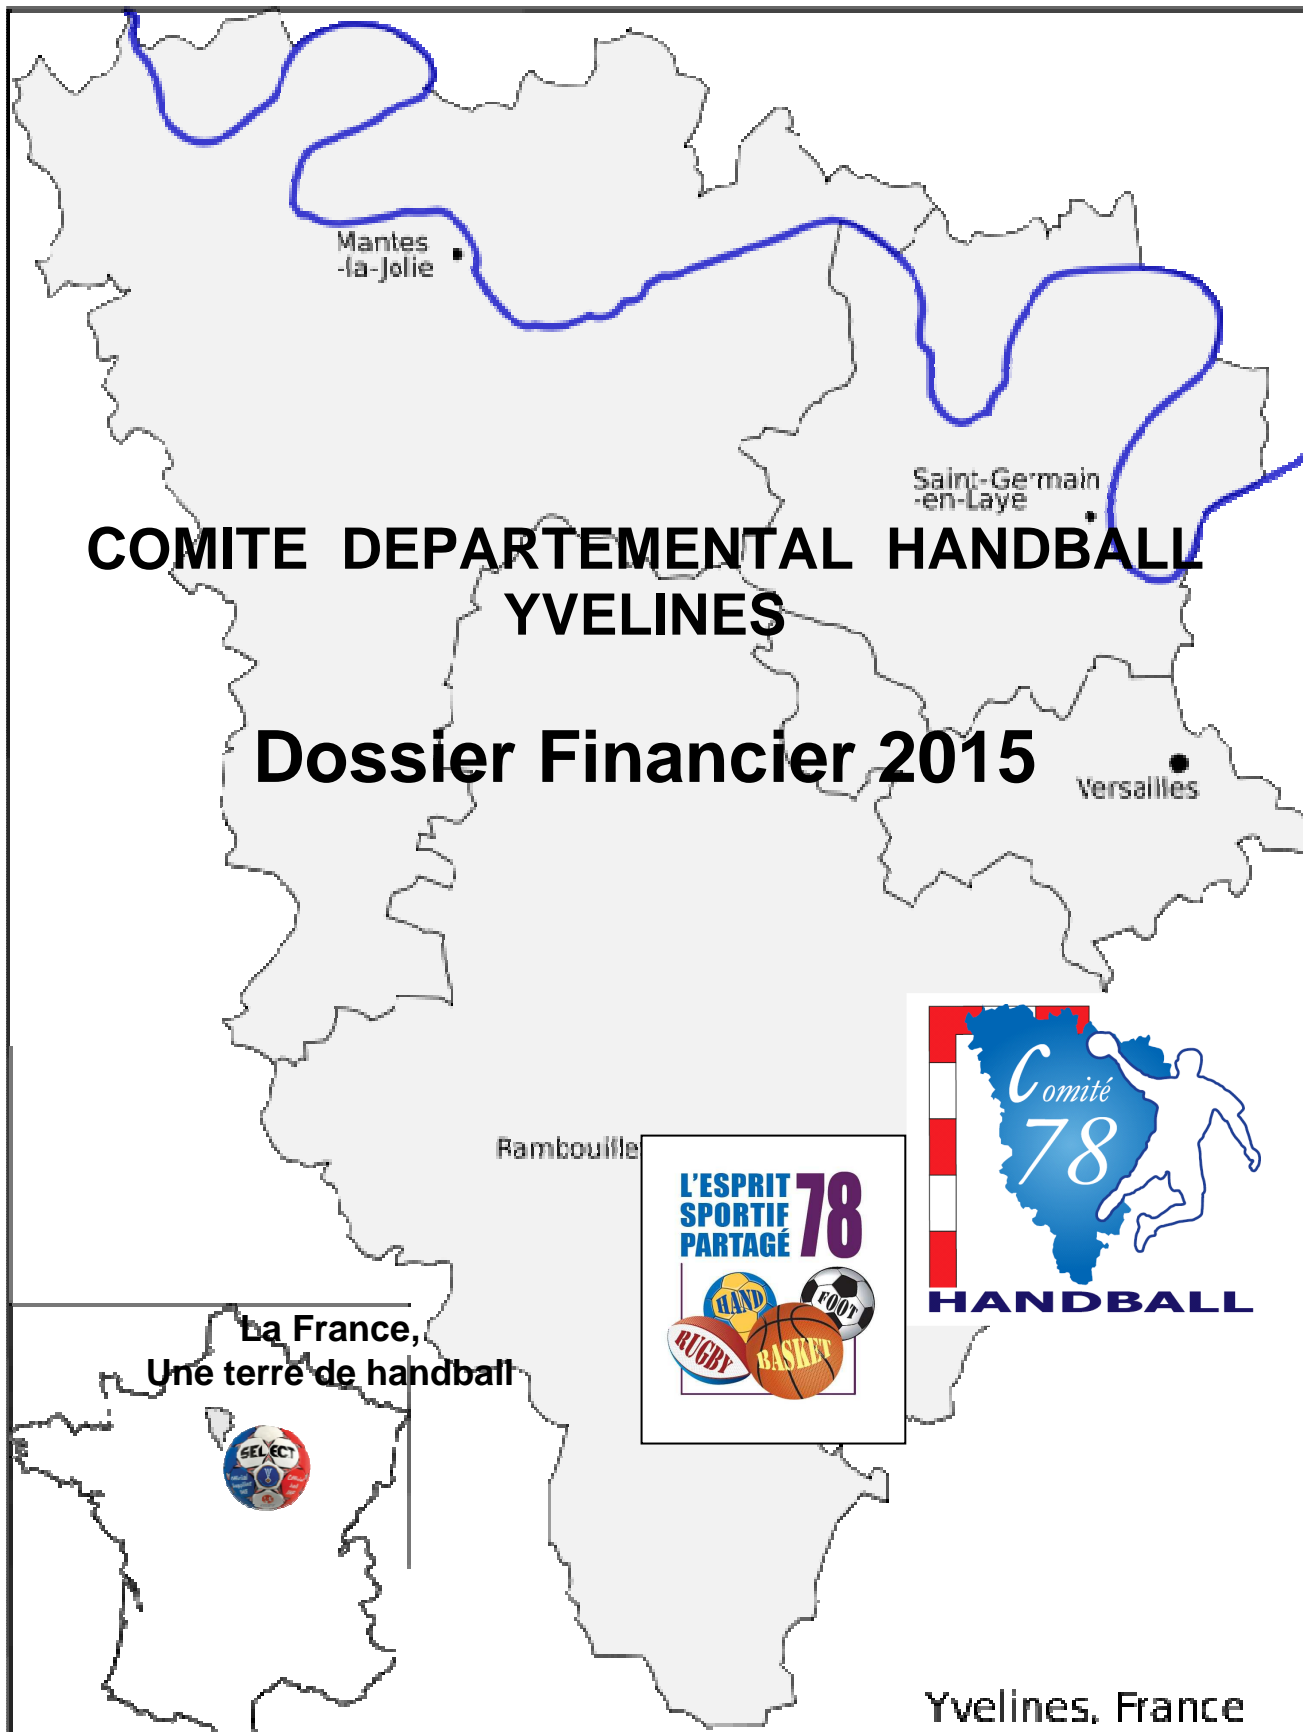 Mantes
-la-Jolie
Saint-Germain
-en-Laye
COMITE DEPARTEMENTAL HANDBALL
YVELINES
Dossier Financier 2015
Versailles
Comité
78
HANDBALL
Rambouille
L'ESPRIT
SPORTIF
PARTAGÉ
78
HAND
FOOT
RUGBY
BASKET
La France,
Une terre de handball
SELECT
Yvelines, France